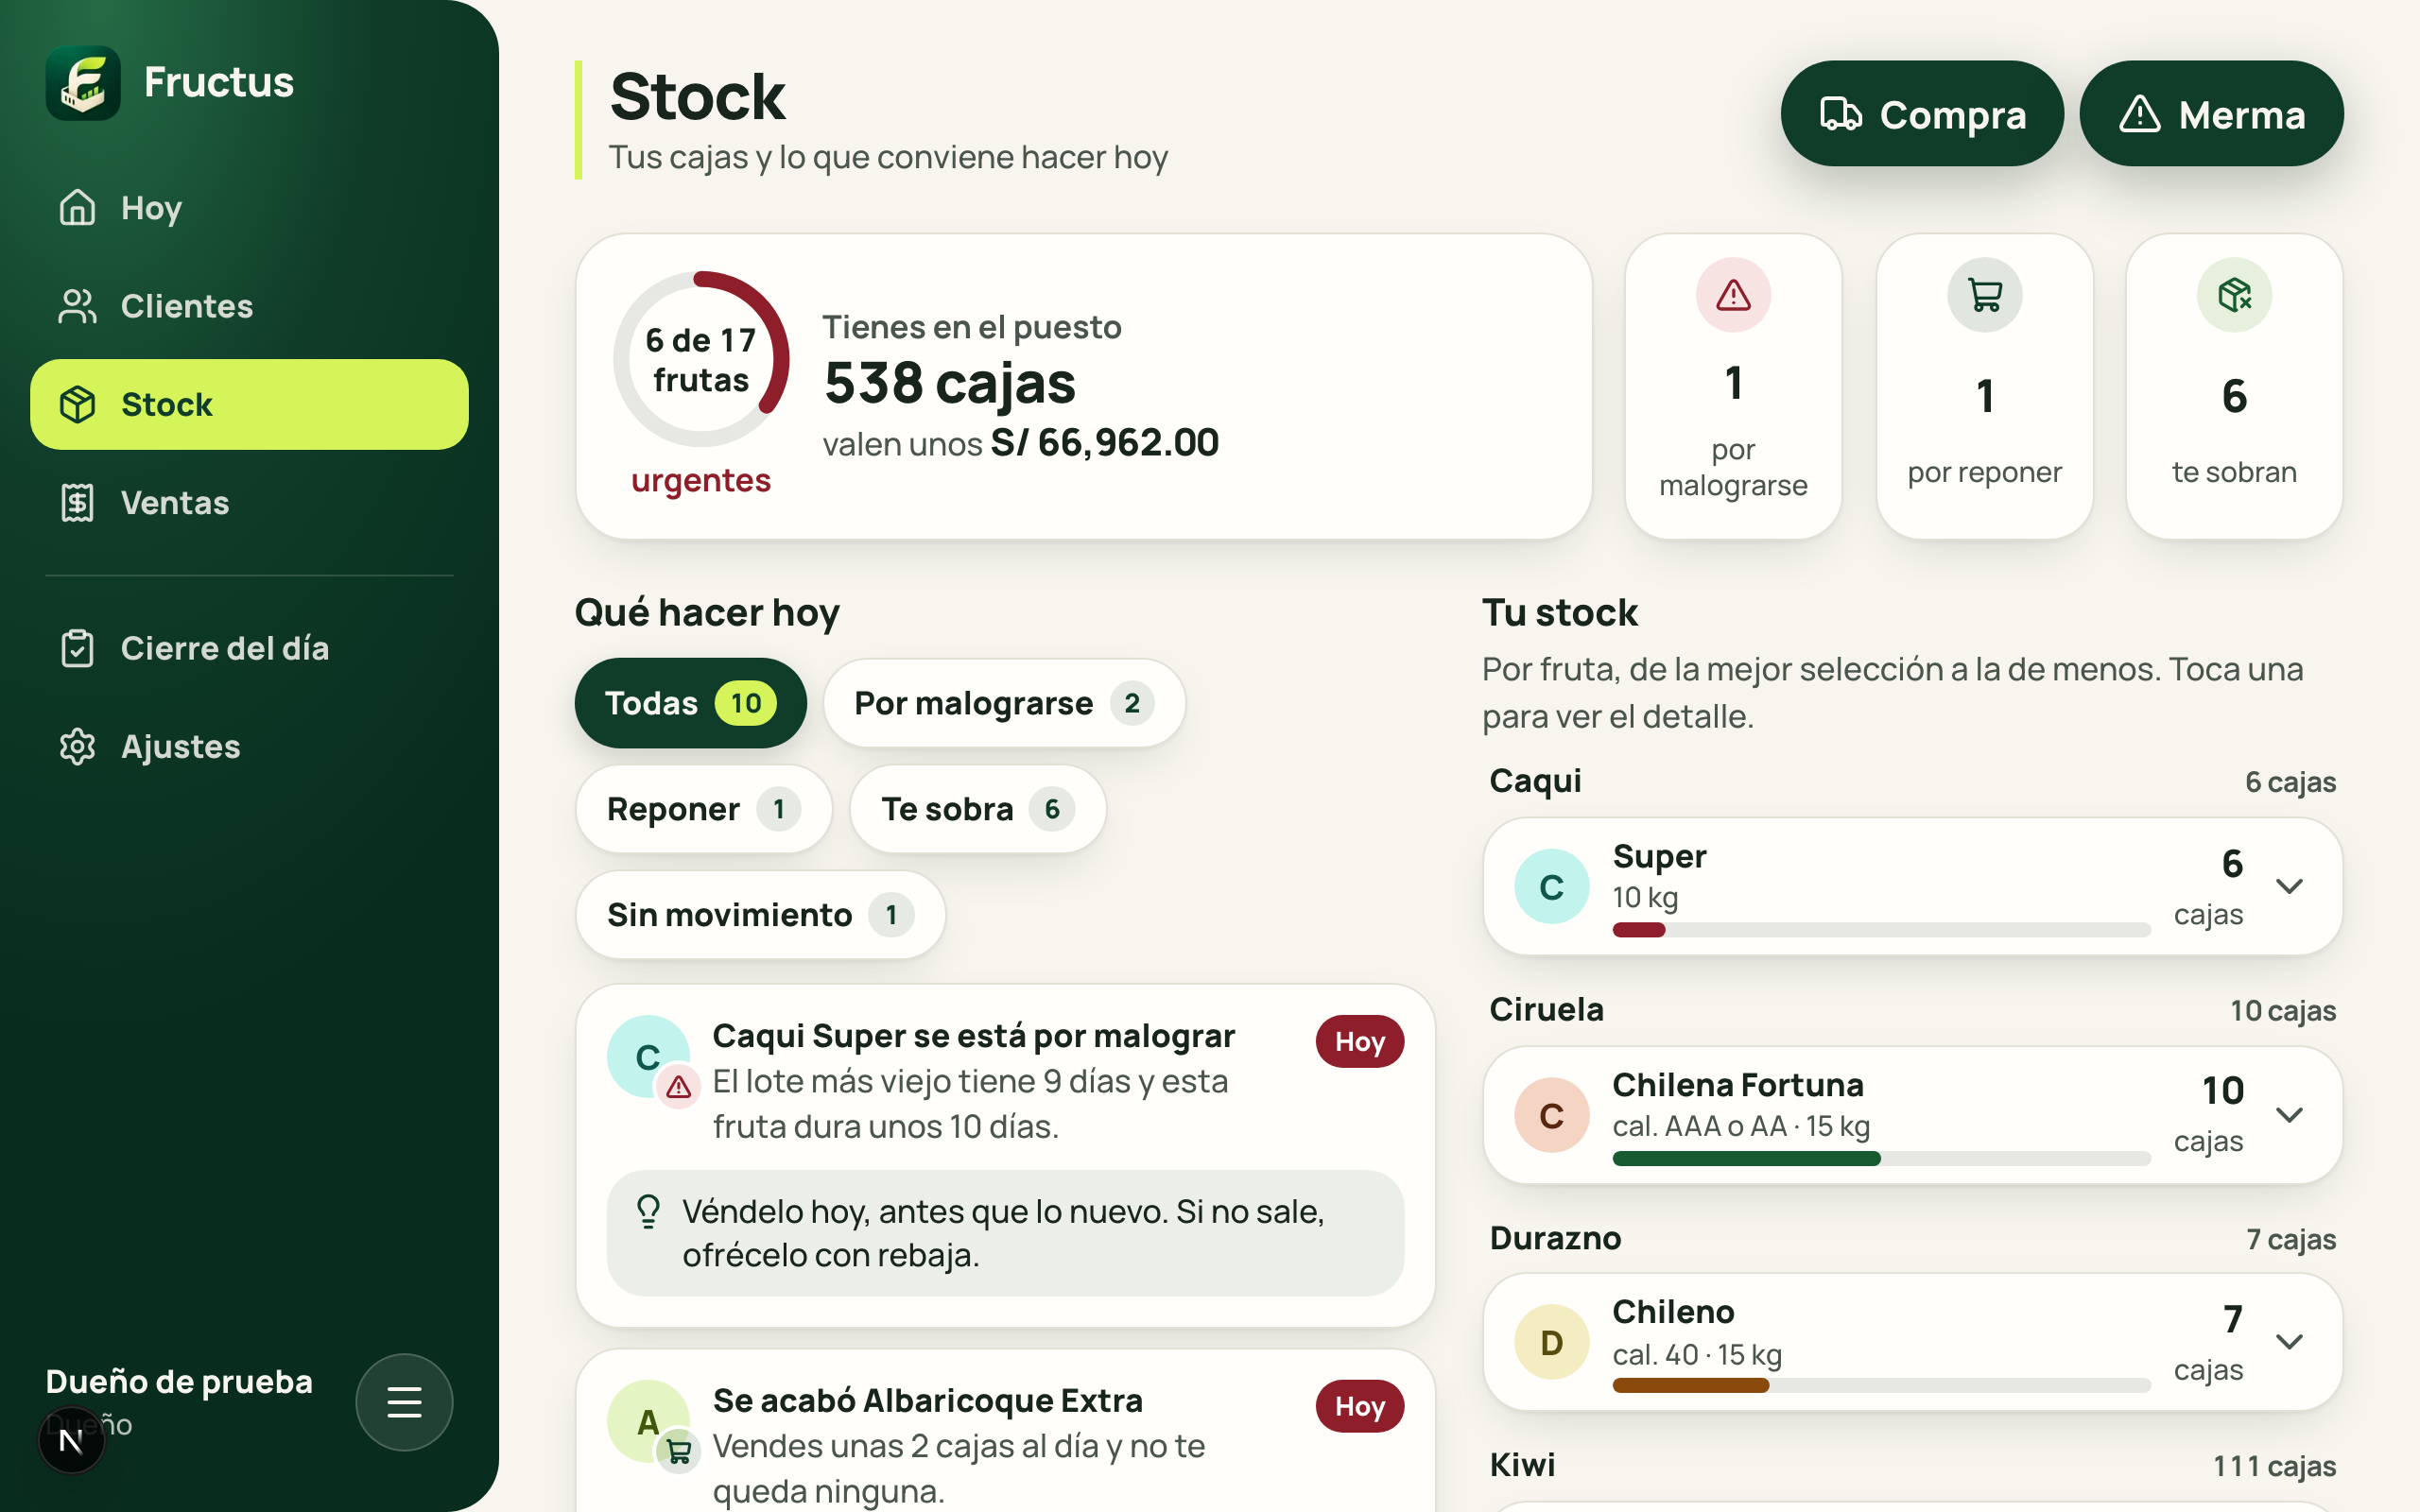 Fructus
Hoy
Clientes
Stock
Ventas
Cierre del día
Ajustes
Dueño de prueba
Dueño
N
Stock
Tus cajas y lo que conviene hacer hoy
Compra
Merma
6 de 17
frutas
urgentes
Tienes en el puesto
538 cajas
valen unos S/ 66,962.00
1
por
malograrse
1
por reponer
6
te sobran
Qué hacer hoy
Todas 10
Por malograrse 2
Reponer 1
Te sobra 6
Sin movimiento 1
C
Caqui Super se está por malograr
Hoy
El lote más viejo tiene 9 días y esta
fruta dura unos 10 días.
Véndelo hoy, antes que lo nuevo. Si no sale,
ofrécelo con rebaja.
A
Se acabó Albaricoque Extra
Hoy
Vendes unas 2 cajas al día y no te
queda ninguna.
Tu stock
Por fruta, de la mejor selección a la de menos. Toca una
para ver el detalle.
Caqui
6 cajas
C
Super
10 kg
6
cajas
Ciruela
10 cajas
C
Chilena Fortuna
cal. AAA o AA · 15 kg
10
cajas
Durazno
7 cajas
D
Chileno
cal. 40 · 15 kg
7
cajas
Kiwi
111 cajas